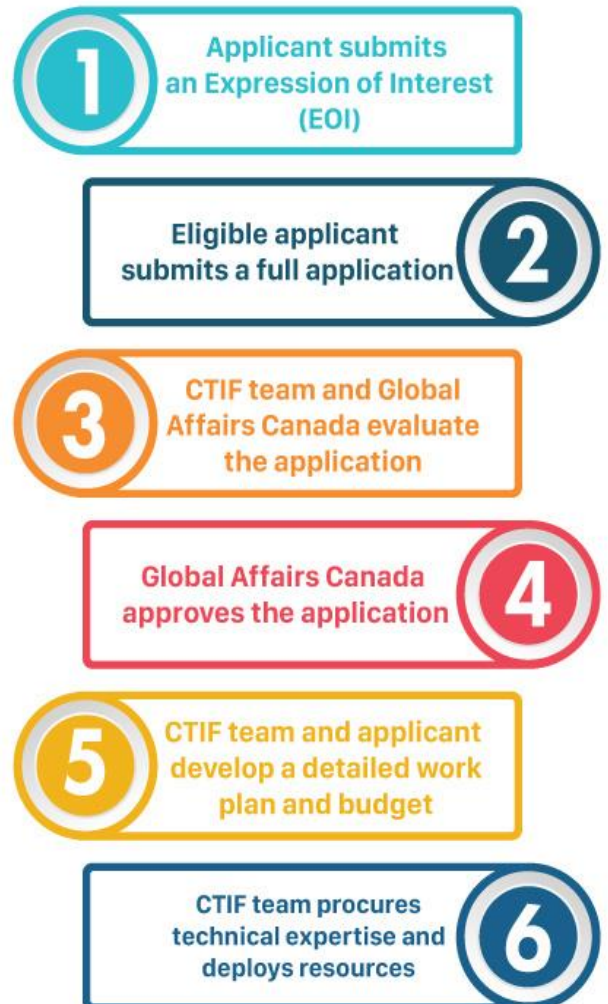 1
Applicant submits
an Expression of Interest
(EOI)
Eligible applicant
submits a full application
2
3
CTIF team and Global
Affairs Canada evaluate
the application
Global Affairs Canada
approves the application
4
5
CTIF team and applicant
develop a detailed work
plan and budget
CTIF team procures
technical expertise and
deploys resources
6